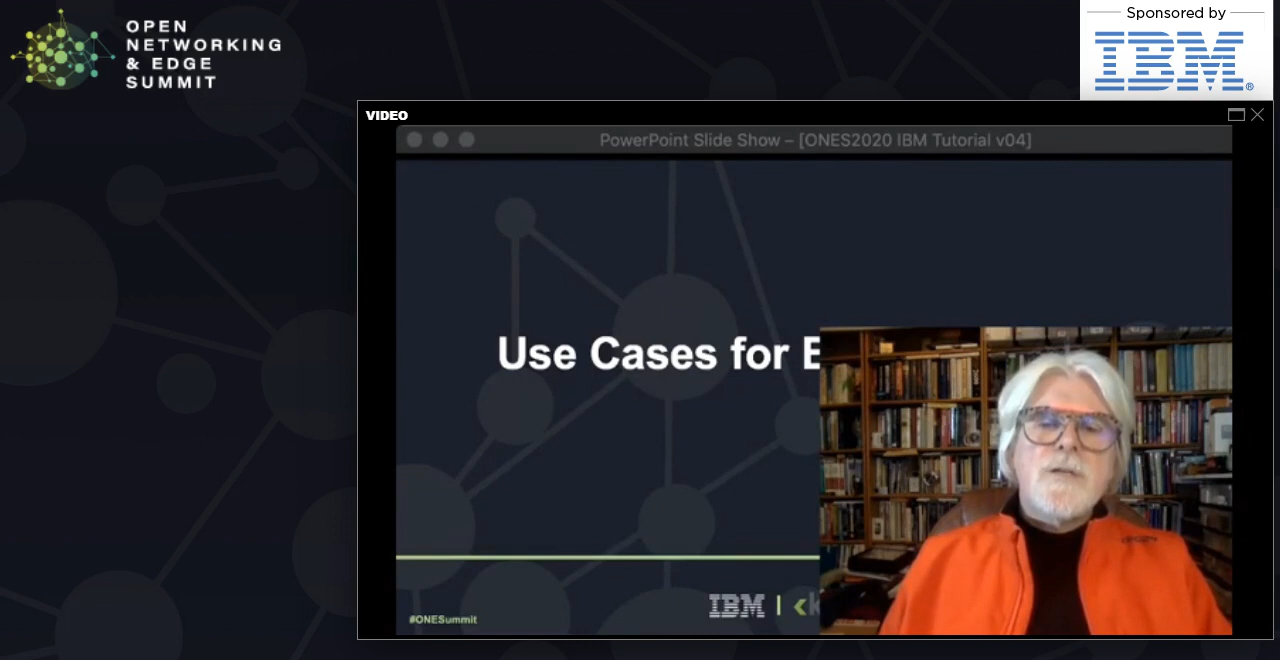 OPEN
NETWORKING
& EDGE
SUMMIT
Sponsored by
IBM®
VIDEO
PowerPoint Slide Show – [ONES2020 IBM Tutorial v04]
Use Cases for E
#ONESummit
IBM | k